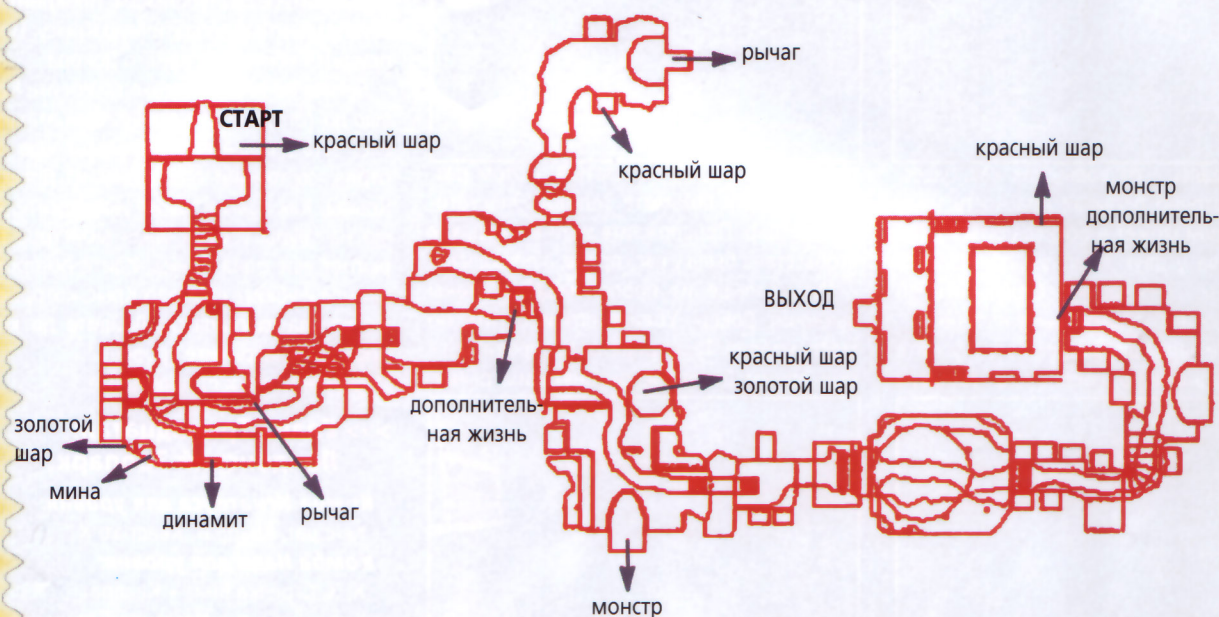 рычаг
СТАРТ
красный шар
красный шар
красный шар
монстр
дополнитель-
ная жизнь
ВЫХОД
красный шар
золотой шар
дополнитель-
ная жизнь
золотой
шар
мина
динамит
рычаг
монстр